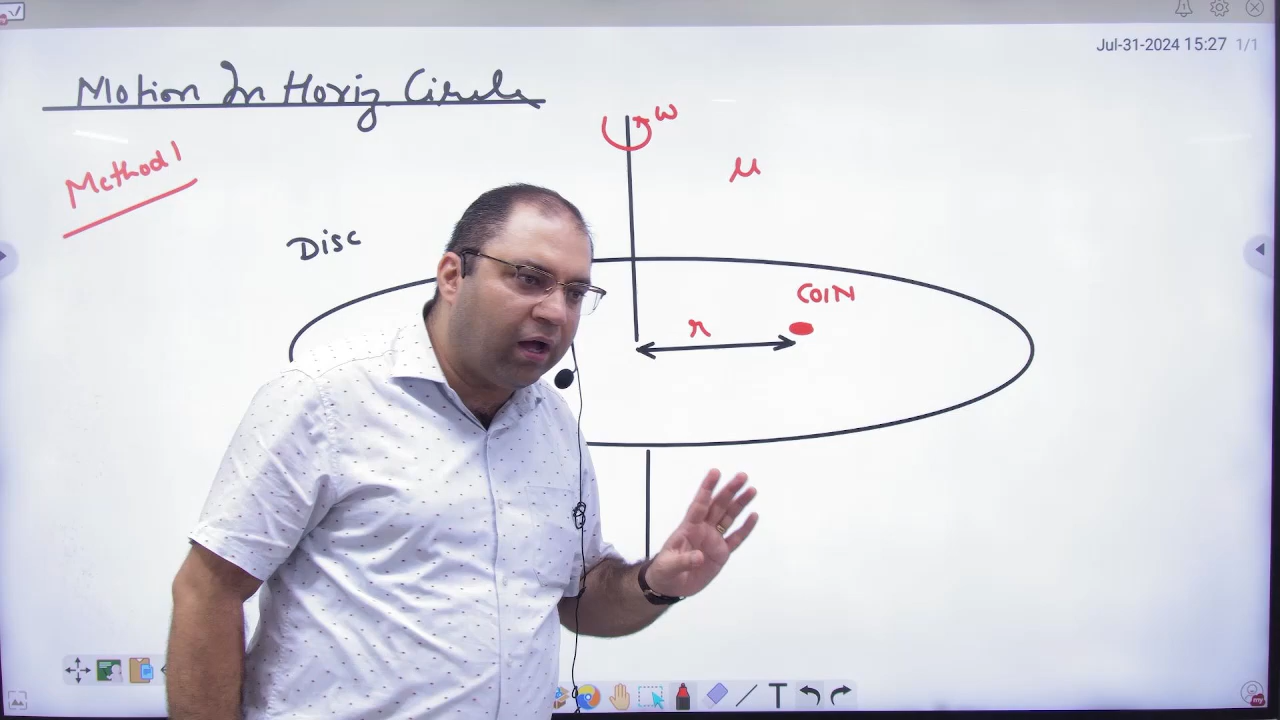 Jul-31-2024 15:27 1/1
Motion In Horiz Circle
ω
Method 1
μ
Disc
COIN
r
T